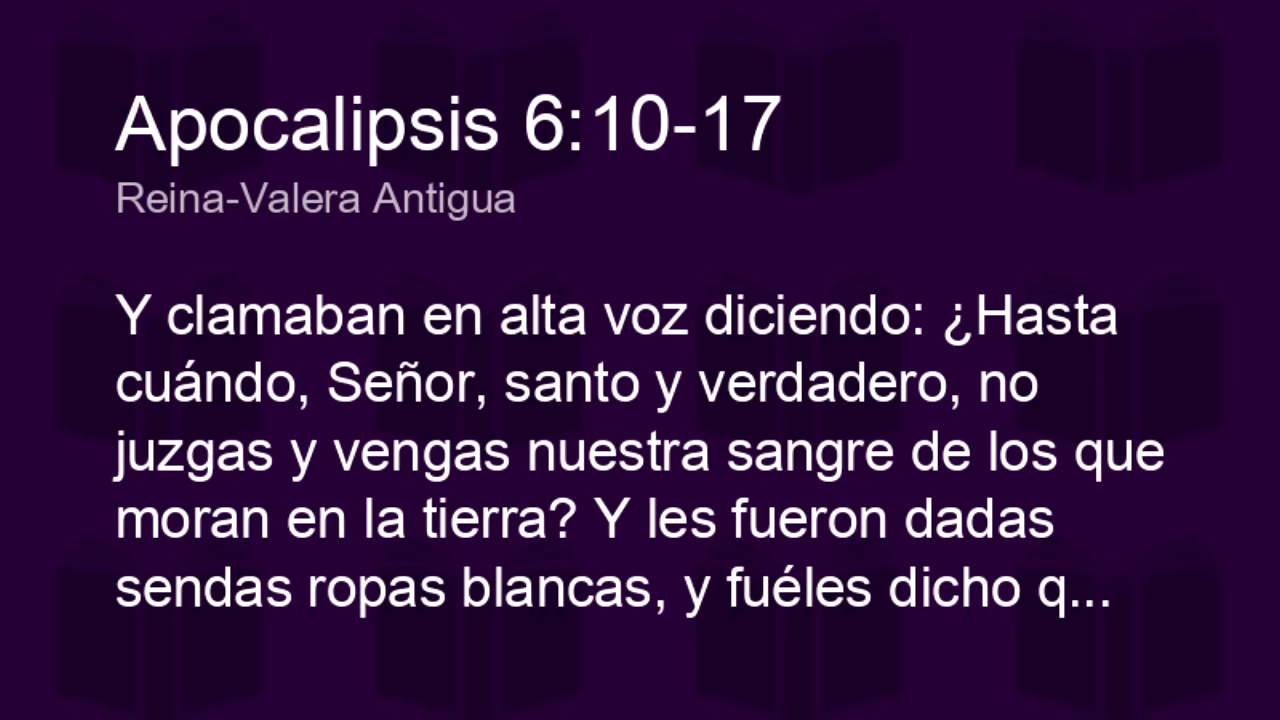 Apocalipsis 6:10-17
Reina-Valera Antigua
Y clamaban en alta voz diciendo: ¿Hasta
cuándo, Señor, santo y verdadero, no
juzgas y vengas nuestra sangre de los que
moran en la tierra? Y les fueron dadas
sendas ropas blancas, y fuéles dicho q...